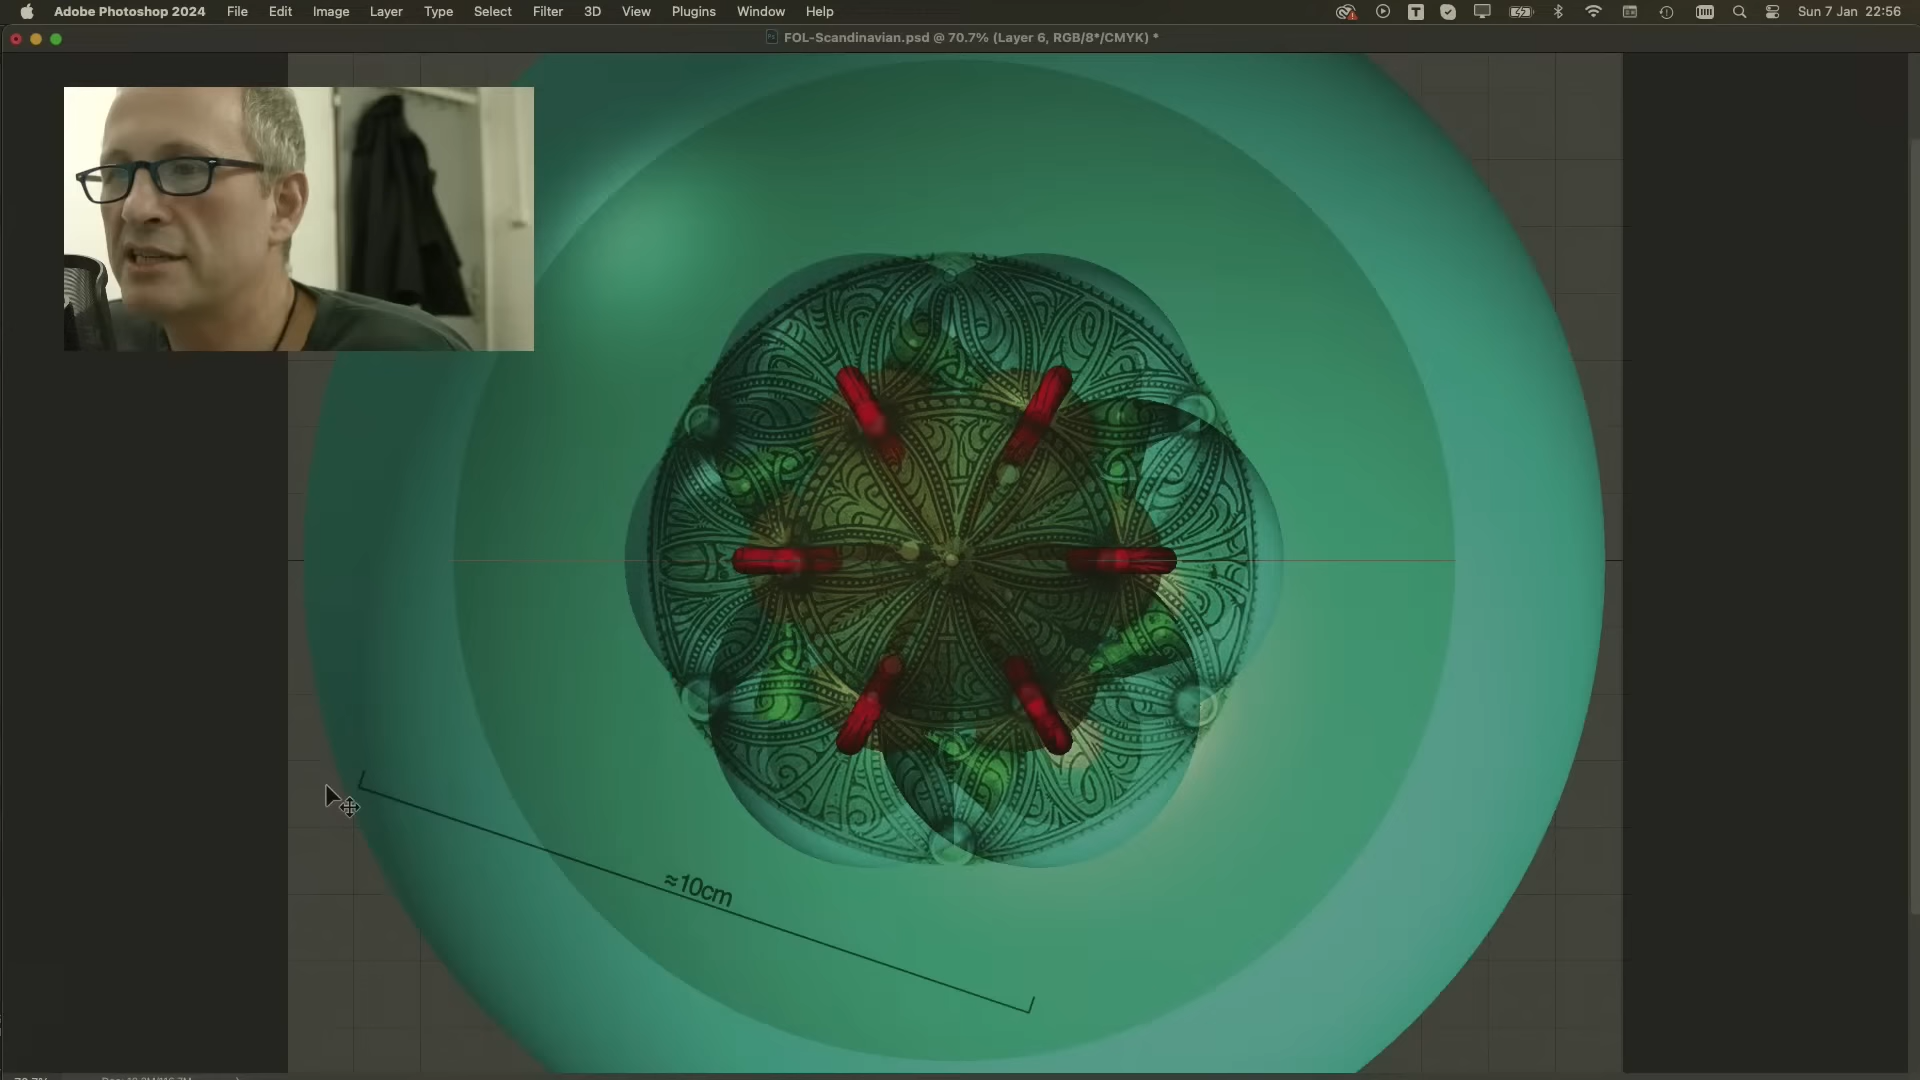 Adobe Photoshop 2024 File Edit Image Layer Type Select Filter 3D View Plugins Window Help Sun 7 Jan 22:56
FOL-Scandinavian.psd @ 70.7% (Layer 6, RGB/8*/CMYK) *
≈10cm